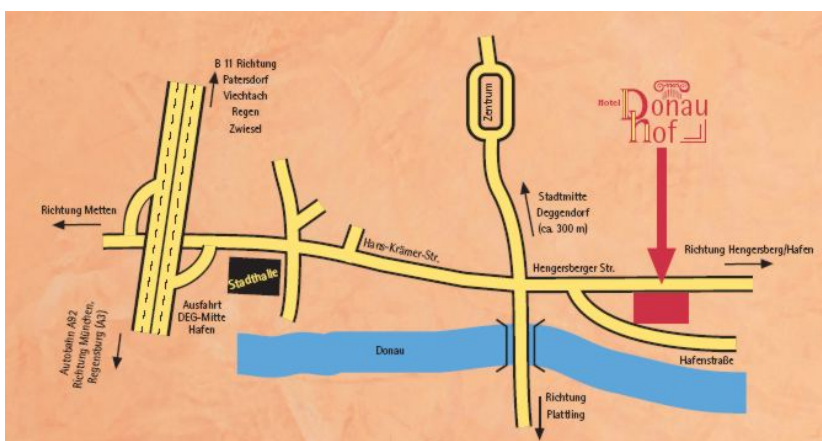 B 11 Richtung
Patersdorf
Viechtach
Regen
Zwiesel
Zentrum
Hotel
Donau
hof
Richtung Metten
Stadtmitte
Deggendorf
(ca. 300 m)
Hans-Krämer-Str.
Richtung Hengersberg/Hafen
Hengersberger Str.
Stadthalle
Ausfahrt
DEG-Mitte
Hafen
Autobahn A92
Richtung München,
Regensburg (A3)
Donau
Hafenstraße
Richtung
Plattling